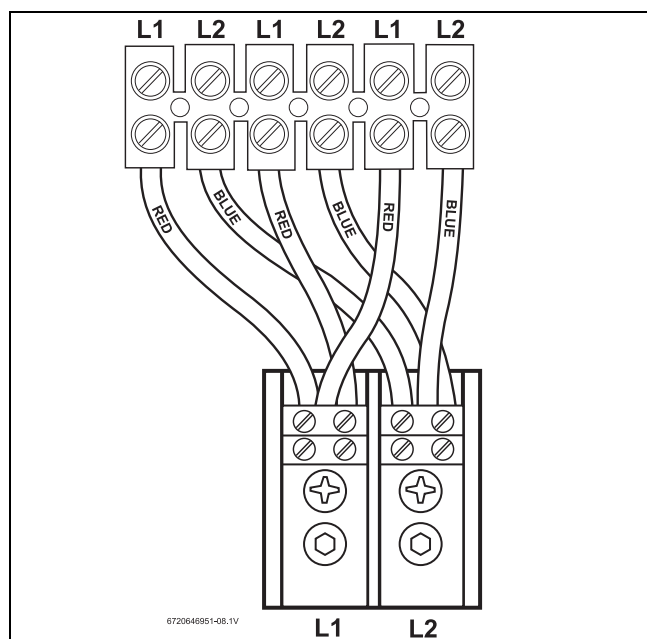 L1 L2 L1 L2 L1 L2
RED BLUE RED BLUE RED BLUE
6720646951-08.1V
L1 L2